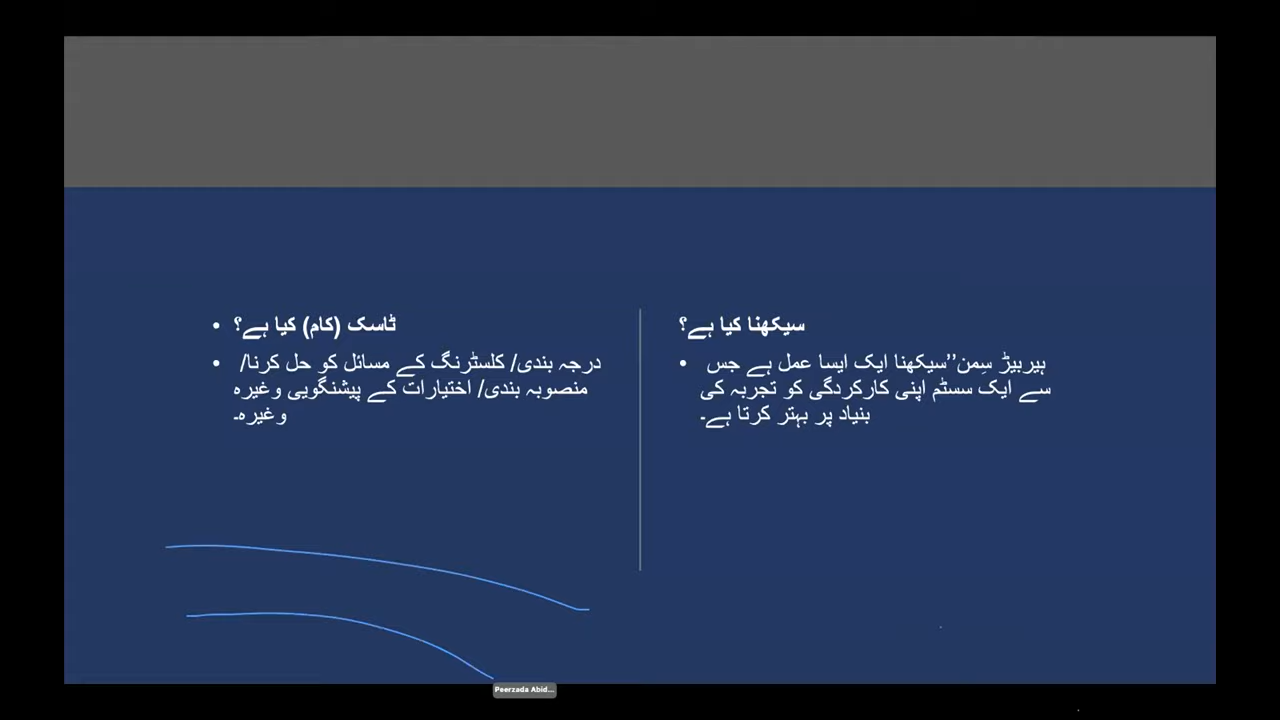 سیکھنا کیا ہے؟
• ہیربیڑ سِمن’’سیکھنا ایک ایسا عمل ہے جس
سے ایک سسٹم اپنی کارکردگی کو تجربہ کی
بنیاد پر بہتر کرتا ہے۔
• ٹاسک (کام) کیا ہے؟
• درجہ بندی/ کلسٹرنگ کے مسائل کو حل کرنا/
منصوبہ بندی/ اختیارات کے پیشنگویی وغیرہ
وغیرہ۔
Peerzada Abid...